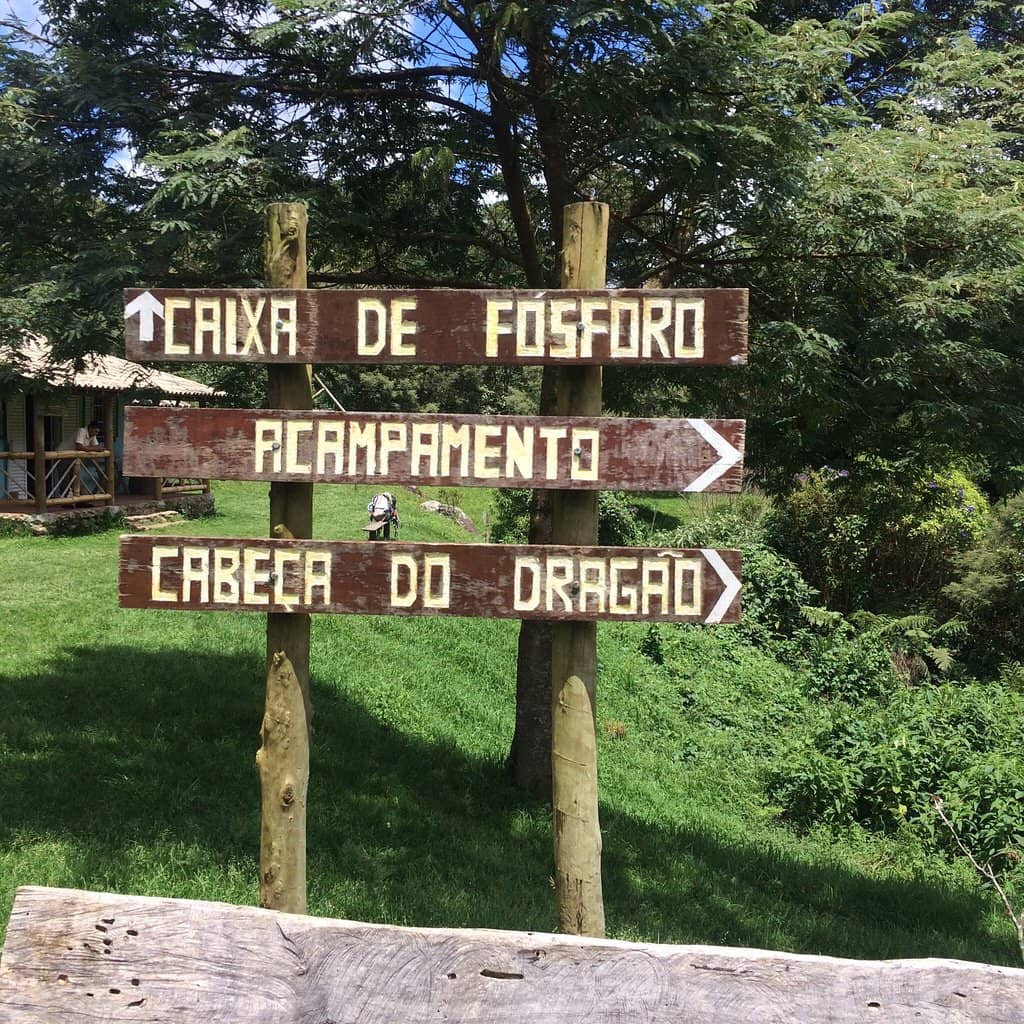 CAIXA DE FÓSFORO
ACAMPAMENTO
CABEÇA DO DRAGÃO